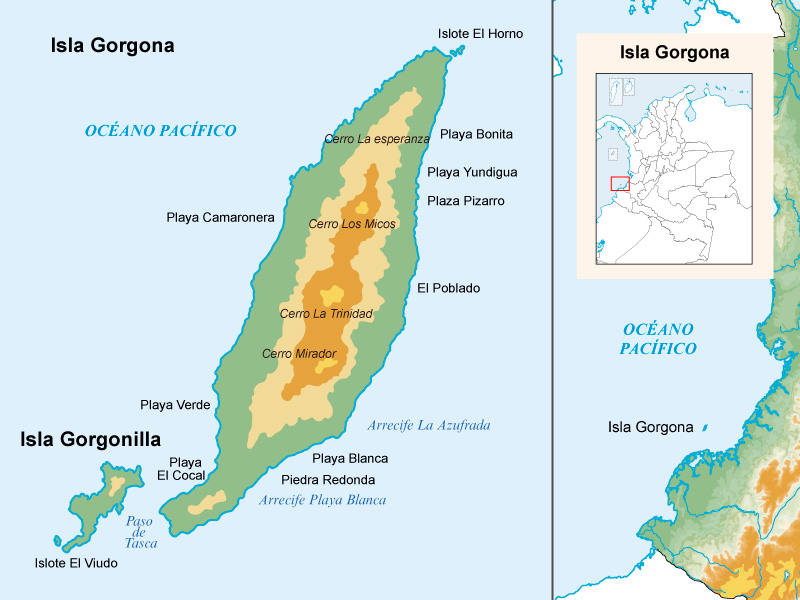 Isla Gorgona
Islote El Horno
OCÉANO PACÍFICO
Cerro La esperanza
Playa Bonita
Playa Yundigua
Plaza Pizarro
Playa Camaronera
Cerro Los Micos
El Poblado
Cerro La Trinidad
Cerro Mirador
Playa Verde
Arrecife La Azufrada
Isla Gorgonilla
Playa Blanca
Playa
El Cocal
Piedra Redonda
Arrecife Playa Blanca
Paso
de
Tasca
Islote El Viudo
Isla Gorgona
OCÉANO
PACÍFICO
Isla Gorgona